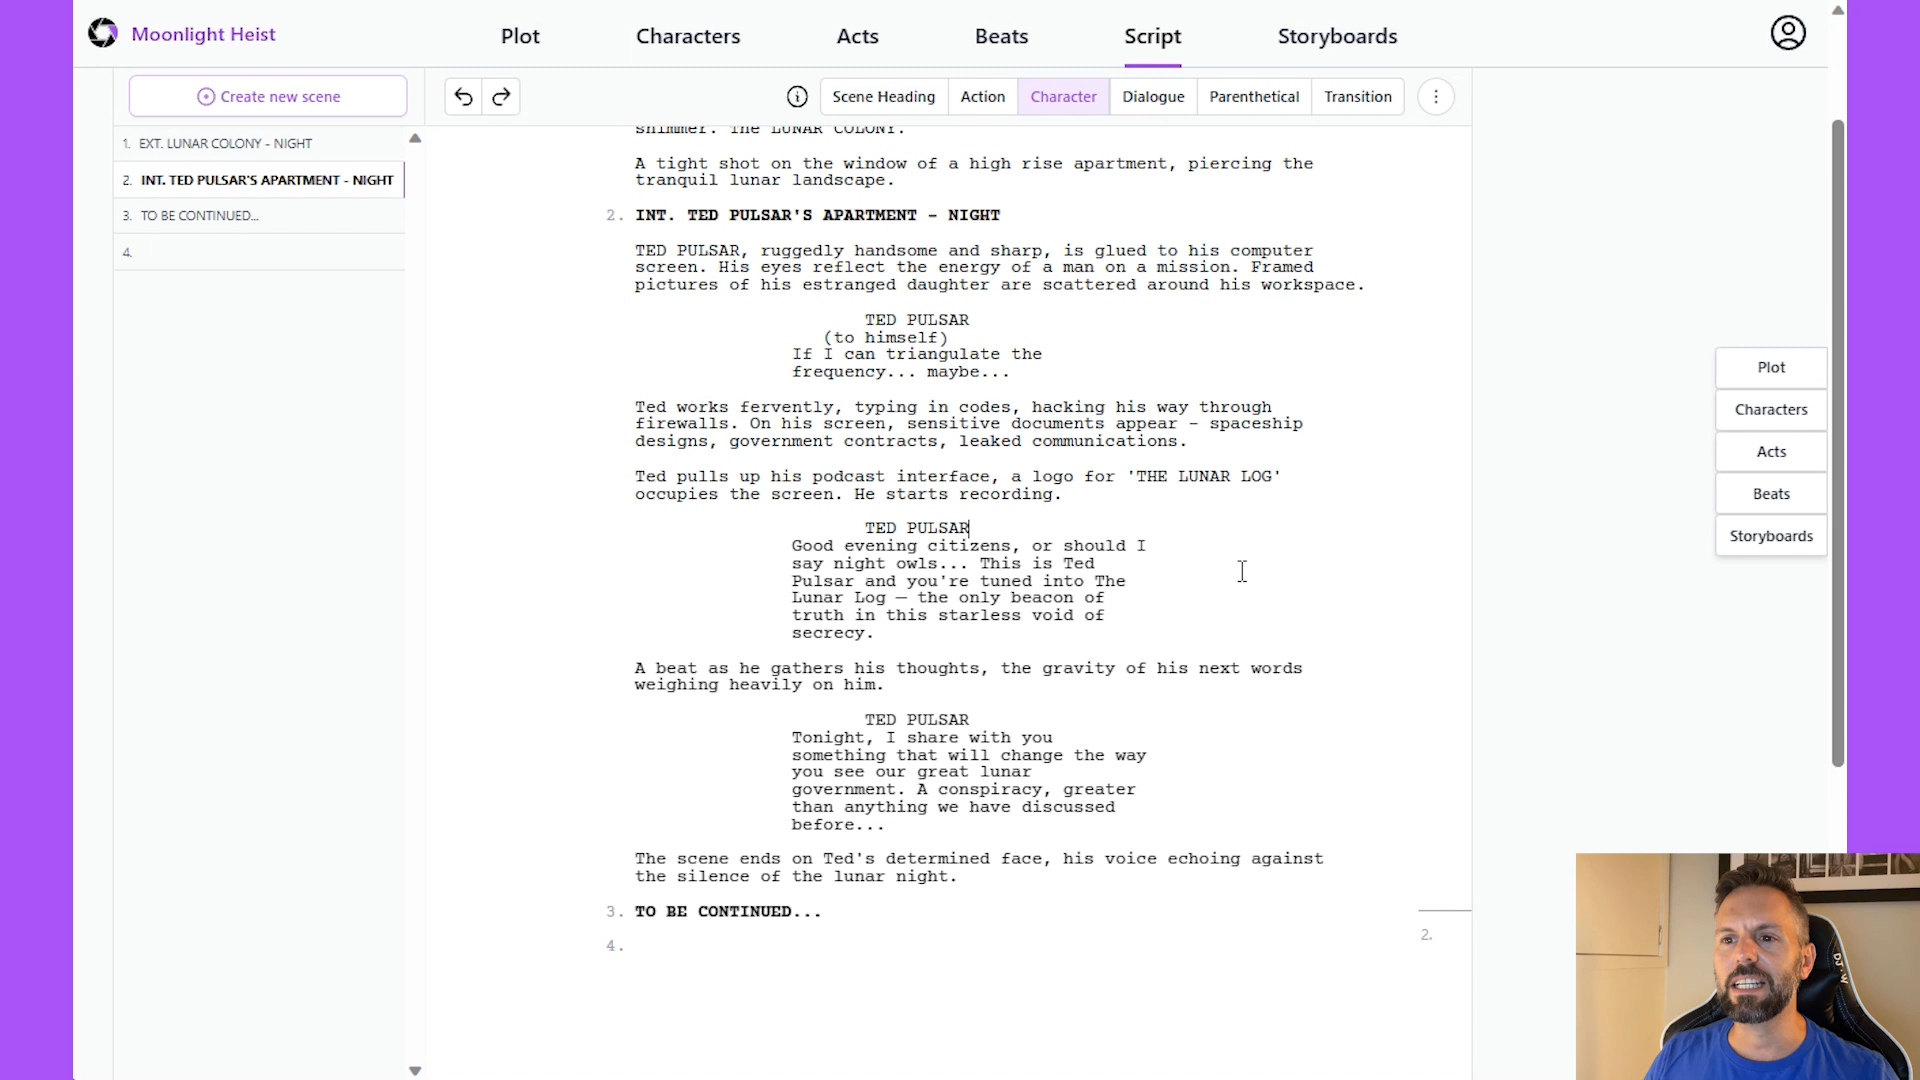 Moonlight Heist
Plot
Characters
Acts
Beats
Script
Storyboards
Create new scene
Scene Heading
Action
Character
Dialogue
Parenthetical
Transition
1. EXT. LUNAR COLONY - NIGHT
2. INT. TED PULSAR'S APARTMENT - NIGHT
3. TO BE CONTINUED...
4.
shimmer. The LUNAR COLONY.
A tight shot on the window of a high rise apartment, piercing the
tranquil lunar landscape.
2. INT. TED PULSAR'S APARTMENT - NIGHT
TED PULSAR, ruggedly handsome and sharp, is glued to his computer
screen. His eyes reflect the energy of a man on a mission. Framed
pictures of his estranged daughter are scattered around his workspace.
TED PULSAR
(to himself)
If I can triangulate the
frequency... maybe...
Ted works fervently, typing in codes, hacking his way through
firewalls. On his screen, sensitive documents appear - spaceship
designs, government contracts, leaked communications.
Ted pulls up his podcast interface, a logo for 'THE LUNAR LOG'
occupies the screen. He starts recording.
TED PULSAR
Good evening citizens, or should I
say night owls... This is Ted
Pulsar and you're tuned into The
Lunar Log — the only beacon of
truth in this starless void of
secrecy.
A beat as he gathers his thoughts, the gravity of his next words
weighing heavily on him.
TED PULSAR
Tonight, I share with you
something that will change the way
you see our great lunar
government. A conspiracy, greater
than anything we have discussed
before...
The scene ends on Ted's determined face, his voice echoing against
the silence of the lunar night.
3. TO BE CONTINUED...
2.
4.
Plot
Characters
Acts
Beats
Storyboards